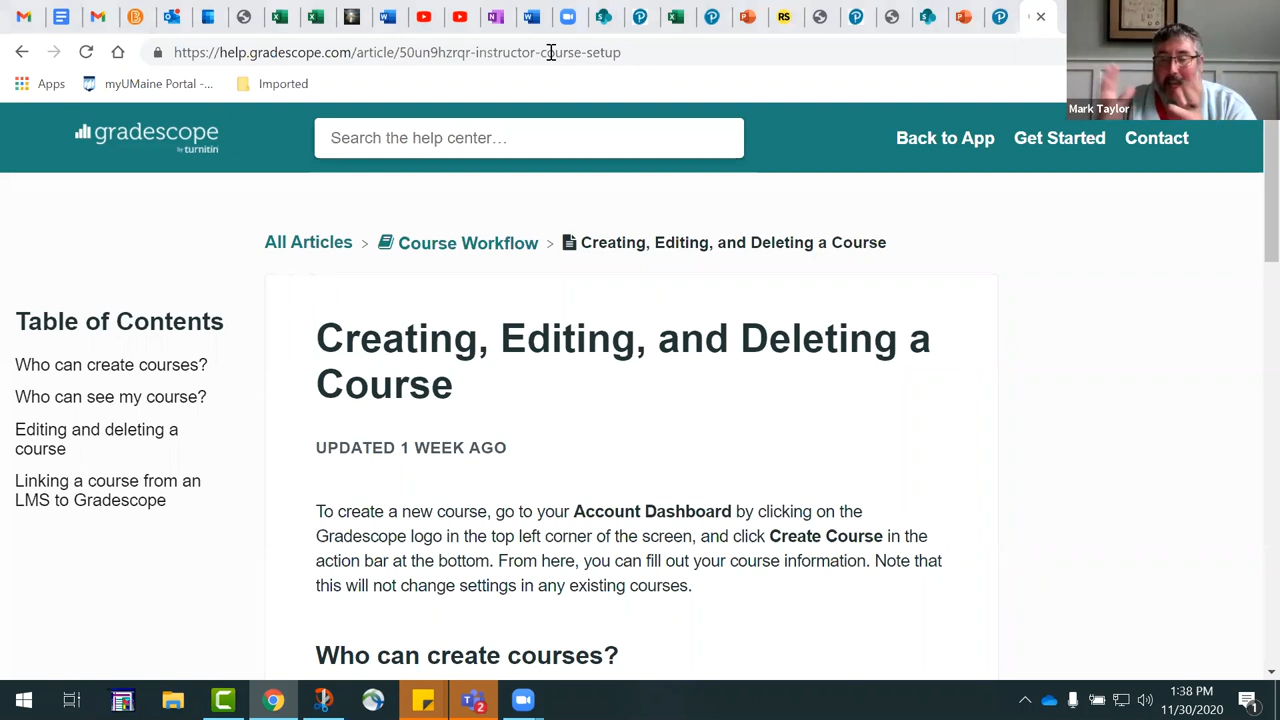 https://help.gradescope.com/article/50un9hzrqr-instructor-course-setup
Apps
myUMaine Portal -...
Imported
Mark Taylor
gradescope
by turnitin
Search the help center...
Back to App
Get Started
Contact
All Articles > Course Workflow > Creating, Editing, and Deleting a Course
Table of Contents
Who can create courses?
Who can see my course?
Editing and deleting a
course
Linking a course from an
LMS to Gradescope
Creating, Editing, and Deleting a
Course
UPDATED 1 WEEK AGO
To create a new course, go to your Account Dashboard by clicking on the
Gradescope logo in the top left corner of the screen, and click Create Course in the
action bar at the bottom. From here, you can fill out your course information. Note that
this will not change settings in any existing courses.
Who can create courses?
2
1:38 PM
11/30/2020
1